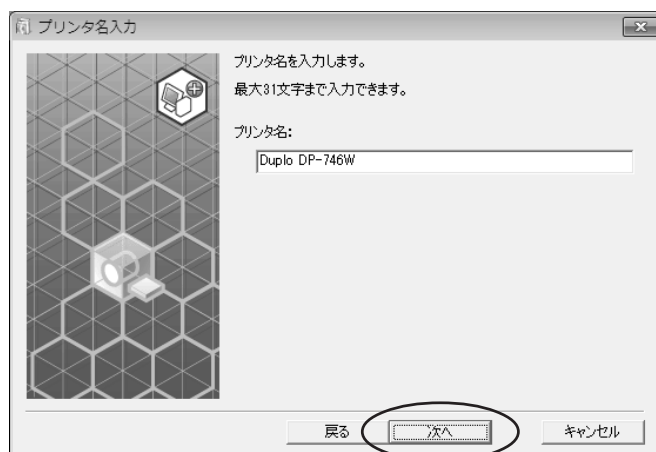 プリンタ名入力
プリンタ名を入力します。
最大31文字まで入力できます。
プリンタ名:
Duplo DP-746W
戻る
次へ
キャンセル